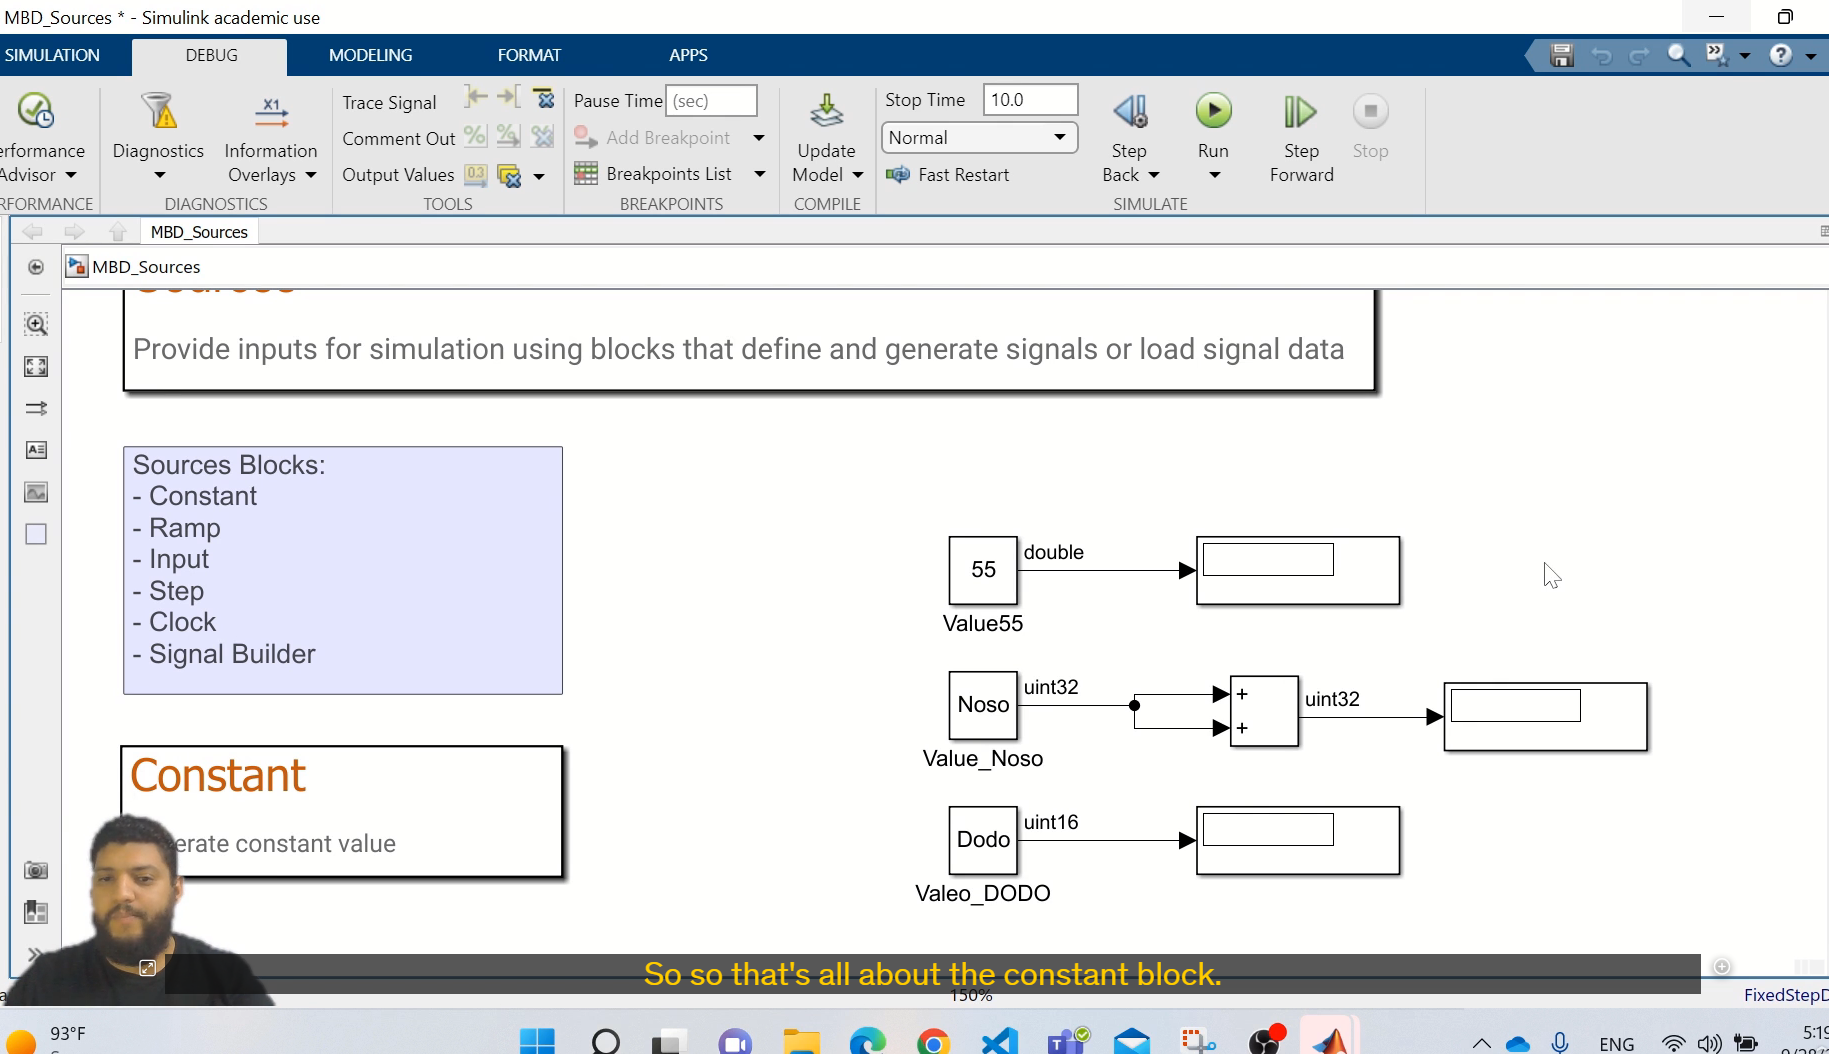 MBD_Sources * - Simulink academic use
SIMULATION DEBUG MODELING FORMAT APPS
Trace Signal Pause Time (sec) Stop Time 10.0
Comment Out Add Breakpoint Normal
erformance Diagnostics Information Update Step Run Step Stop
Advisor Overlays Output Values Breakpoints List Model Fast Restart Back Forward
RFORMANCE DIAGNOSTICS TOOLS BREAKPOINTS COMPILE SIMULATE
MBD_Sources
MBD_Sources
Provide inputs for simulation using blocks that define and generate signals or load signal data
Sources Blocks:
- Constant
- Ramp
- Input
- Step
- Clock
- Signal Builder
55 double
Value55
Noso uint32 + + uint32
Value_Noso
Dodo uint16
Valeo_DODO
Constant
erate constant value
So so that's all about the constant block.
150% FixedStepD
93°F
ENG 5:19